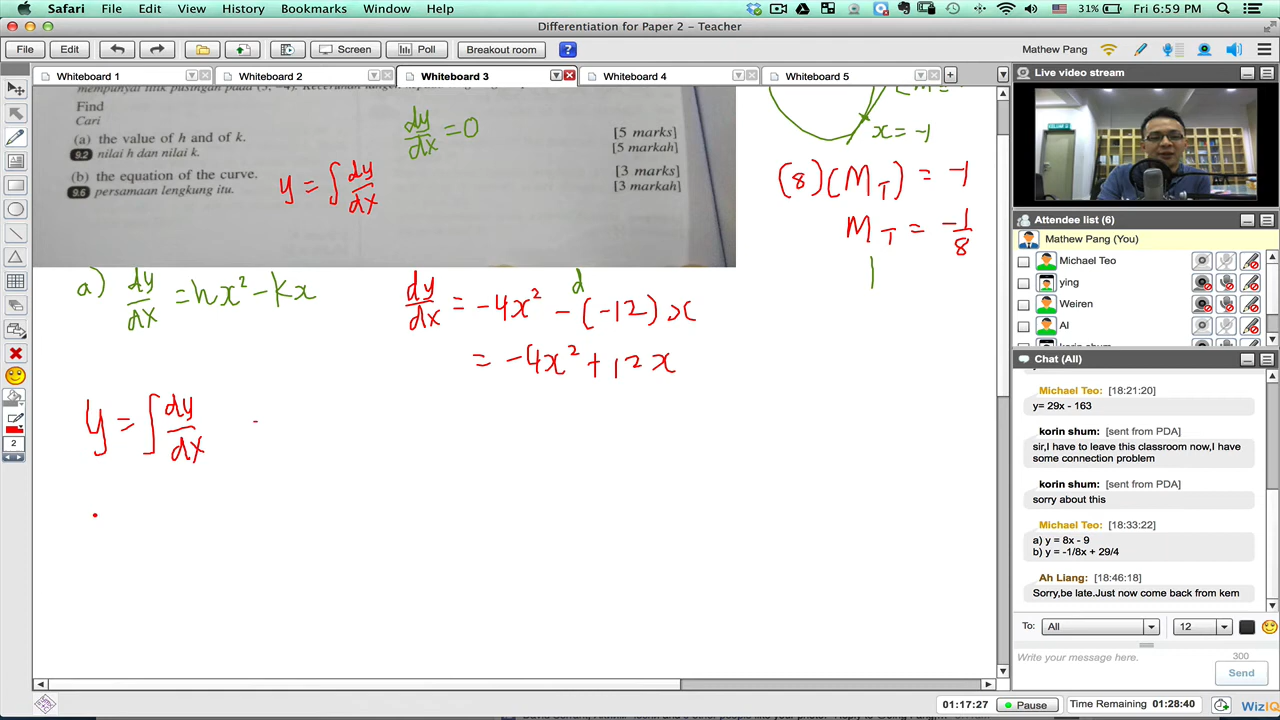 Safari File Edit View History Bookmarks Window Help
31% Fri 6:59 PM
Differentiation for Paper 2 - Teacher
File Edit Screen Poll Breakout room ? Mathew Pang
Whiteboard 1 Whiteboard 2 Whiteboard 3 Whiteboard 4 Whiteboard 5
Find
Cari
(a) the value of h and of k. [5 marks]
9.2 nilai h dan nilai k. [5 markah]
(b) the equation of the curve. [3 marks]
9.6 persamaan lengkung itu. [3 markah]
dy/dx = 0
y = ∫ dy/dx
x = -1
(8)(M_T) = -1
M_T = -1/8
a) dy/dx = hx² - kx
dy/dx = -4x² - (-12)x
d
= -4x² + 12x
y = ∫ dy/dx
2
Live video stream
Attendee list (6)
Mathew Pang (You)
Michael Teo
ying
Weiren
Al
korin shum
Chat (All)
Michael Teo: [18:21:20]
y= 29x - 163
korin shum: [sent from PDA]
sir,I have to leave this classroom now,I have
some connection problem
korin shum: [sent from PDA]
sorry about this
Michael Teo: [18:33:22]
a) y = 8x - 9
b) y = -1/8x + 29/4
Ah Liang: [18:46:18]
Sorry,be late.Just now come back from kem
To: All 12
Write your message here... 300
Send
01:17:27 Pause Time Remaining 01:28:40 WizIQ